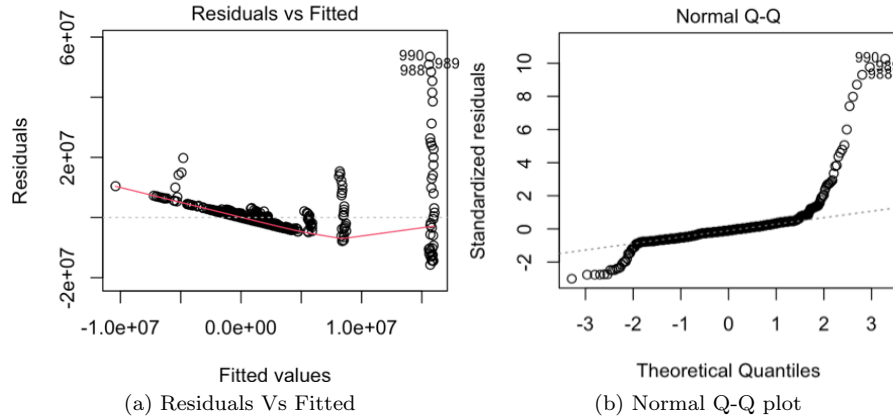 Residuals vs Fitted
Residuals
6e+07
2e+07
-2e+07
990
989
988
-1.0e+07 0.0e+00 1.0e+07
Fitted values
(a) Residuals Vs Fitted
Normal Q-Q
Standardized residuals
10
8
6
4
2
0
-2
990
988
-3 -2 -1 0 1 2 3
Theoretical Quantiles
(b) Normal Q-Q plot